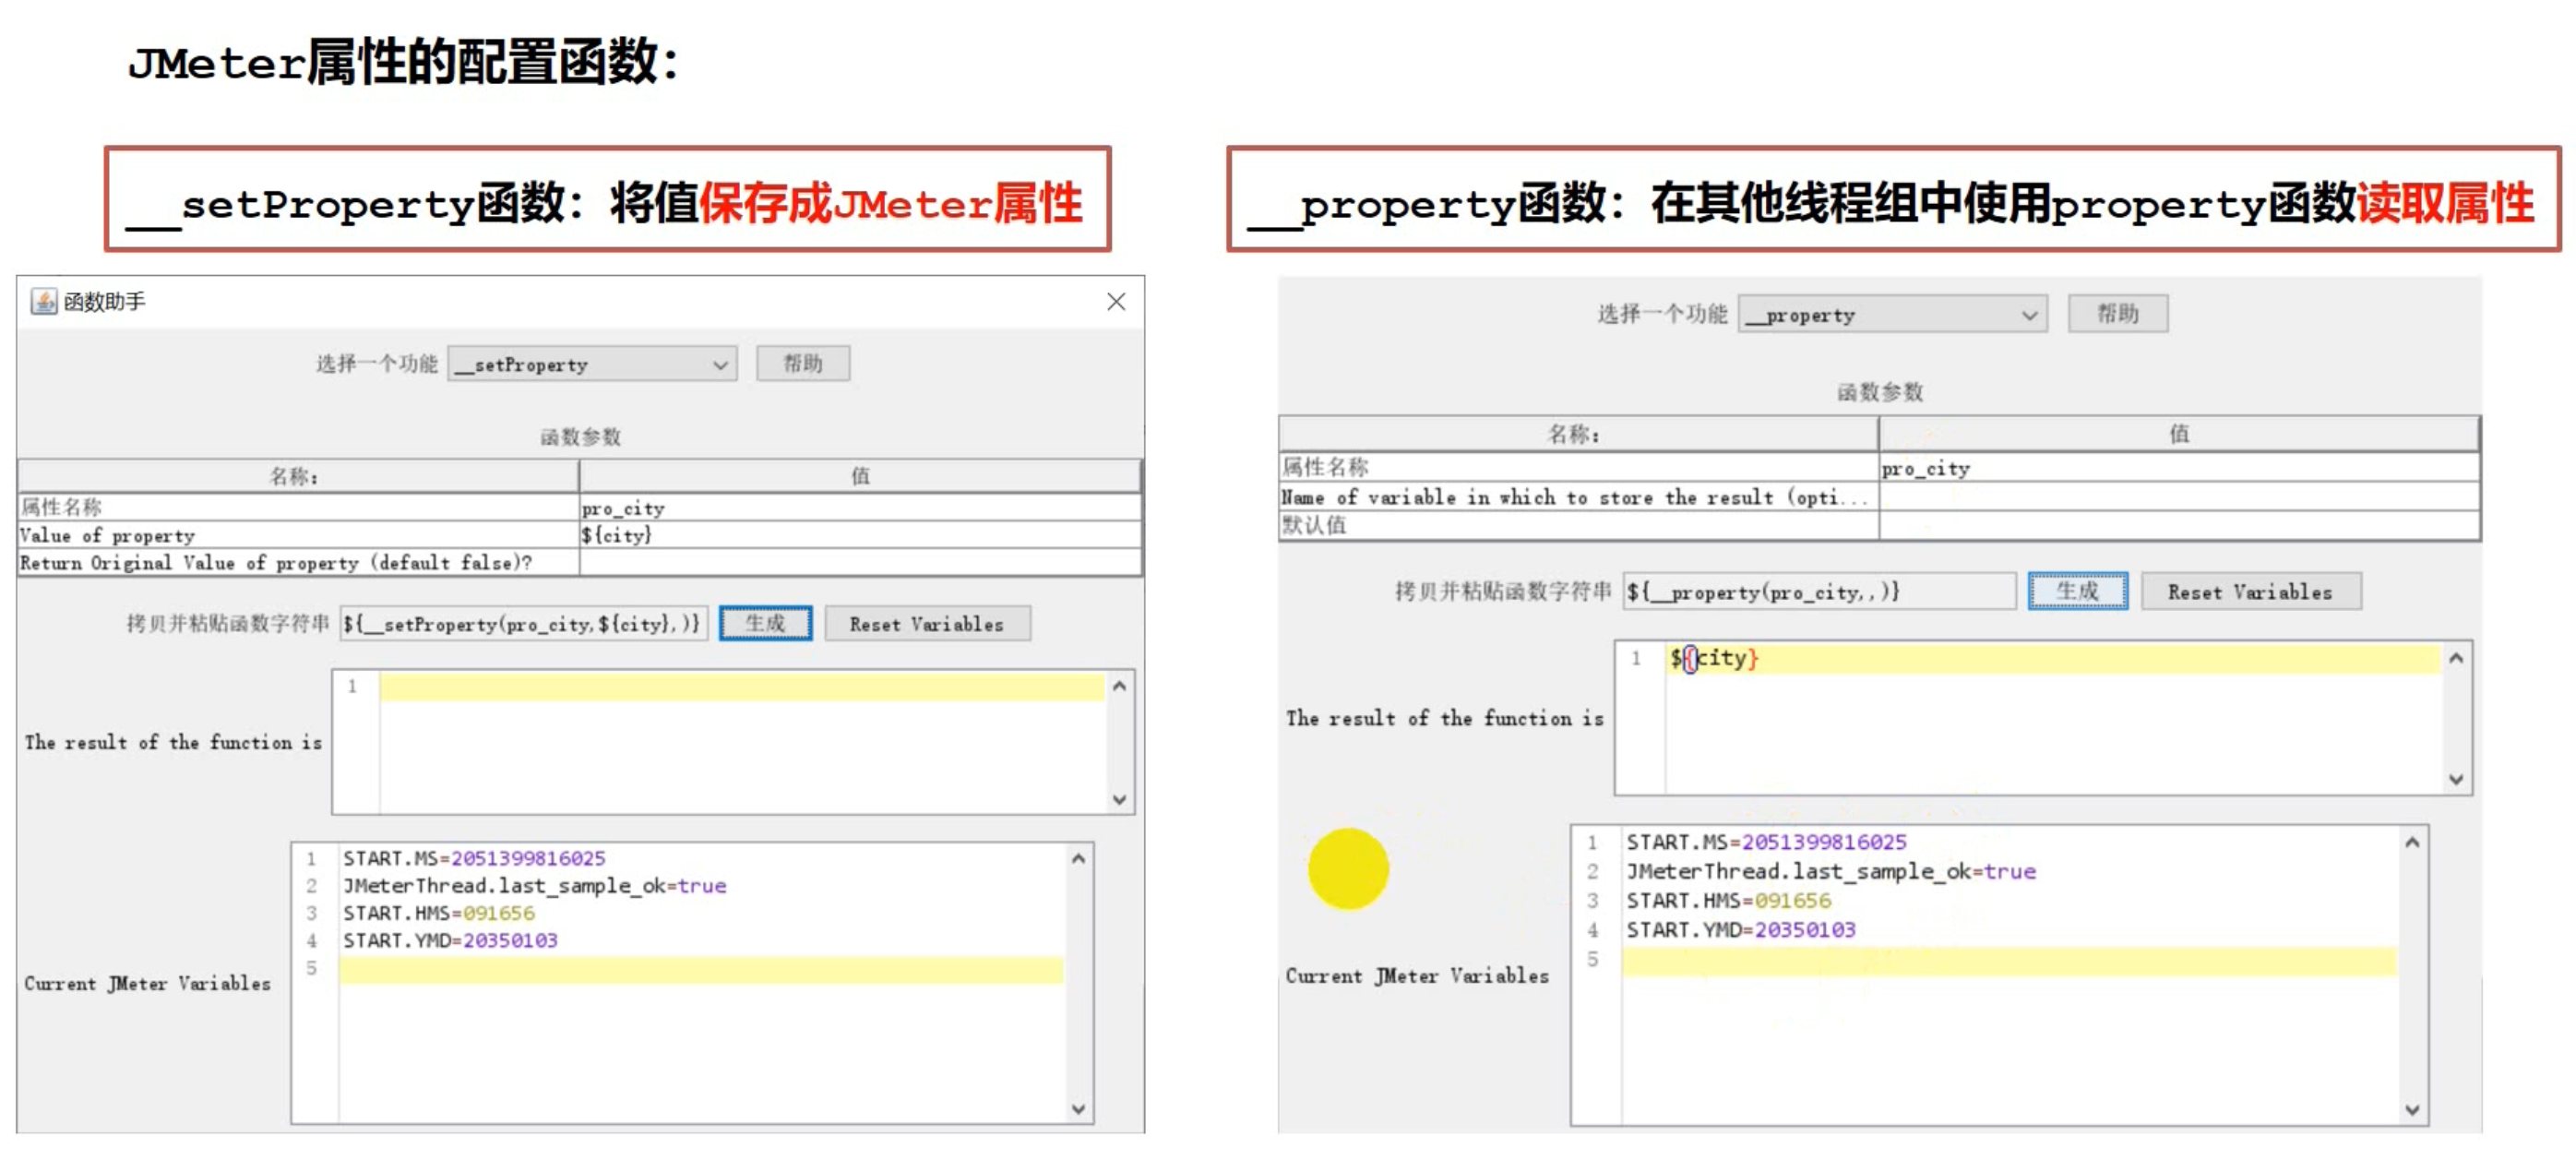 JMeter属性的配置函数：
__setProperty函数：将值保存成JMeter属性
__property函数：在其他线程组中使用property函数读取属性
函数助手
选择一个功能 __setProperty 帮助
函数参数
名称： 值
属性名称 pro_city
Value of property ${city}
Return Original Value of property (default false)?
拷贝并粘贴函数字符串 ${__setProperty(pro_city,${city},)} 生成 Reset Variables
1
The result of the function is
1 START.MS=2051399816025
2 JMeterThread.last_sample_ok=true
3 START.HMS=091656
4 START.YMD=20350103
5
Current JMeter Variables
选择一个功能 __property 帮助
函数参数
名称： 值
属性名称 pro_city
Name of variable in which to store the result (opti...
默认值
拷贝并粘贴函数字符串 ${__property(pro_city,,)} 生成 Reset Variables
1 ${city}
The result of the function is
1 START.MS=2051399816025
2 JMeterThread.last_sample_ok=true
3 START.HMS=091656
4 START.YMD=20350103
5
Current JMeter Variables